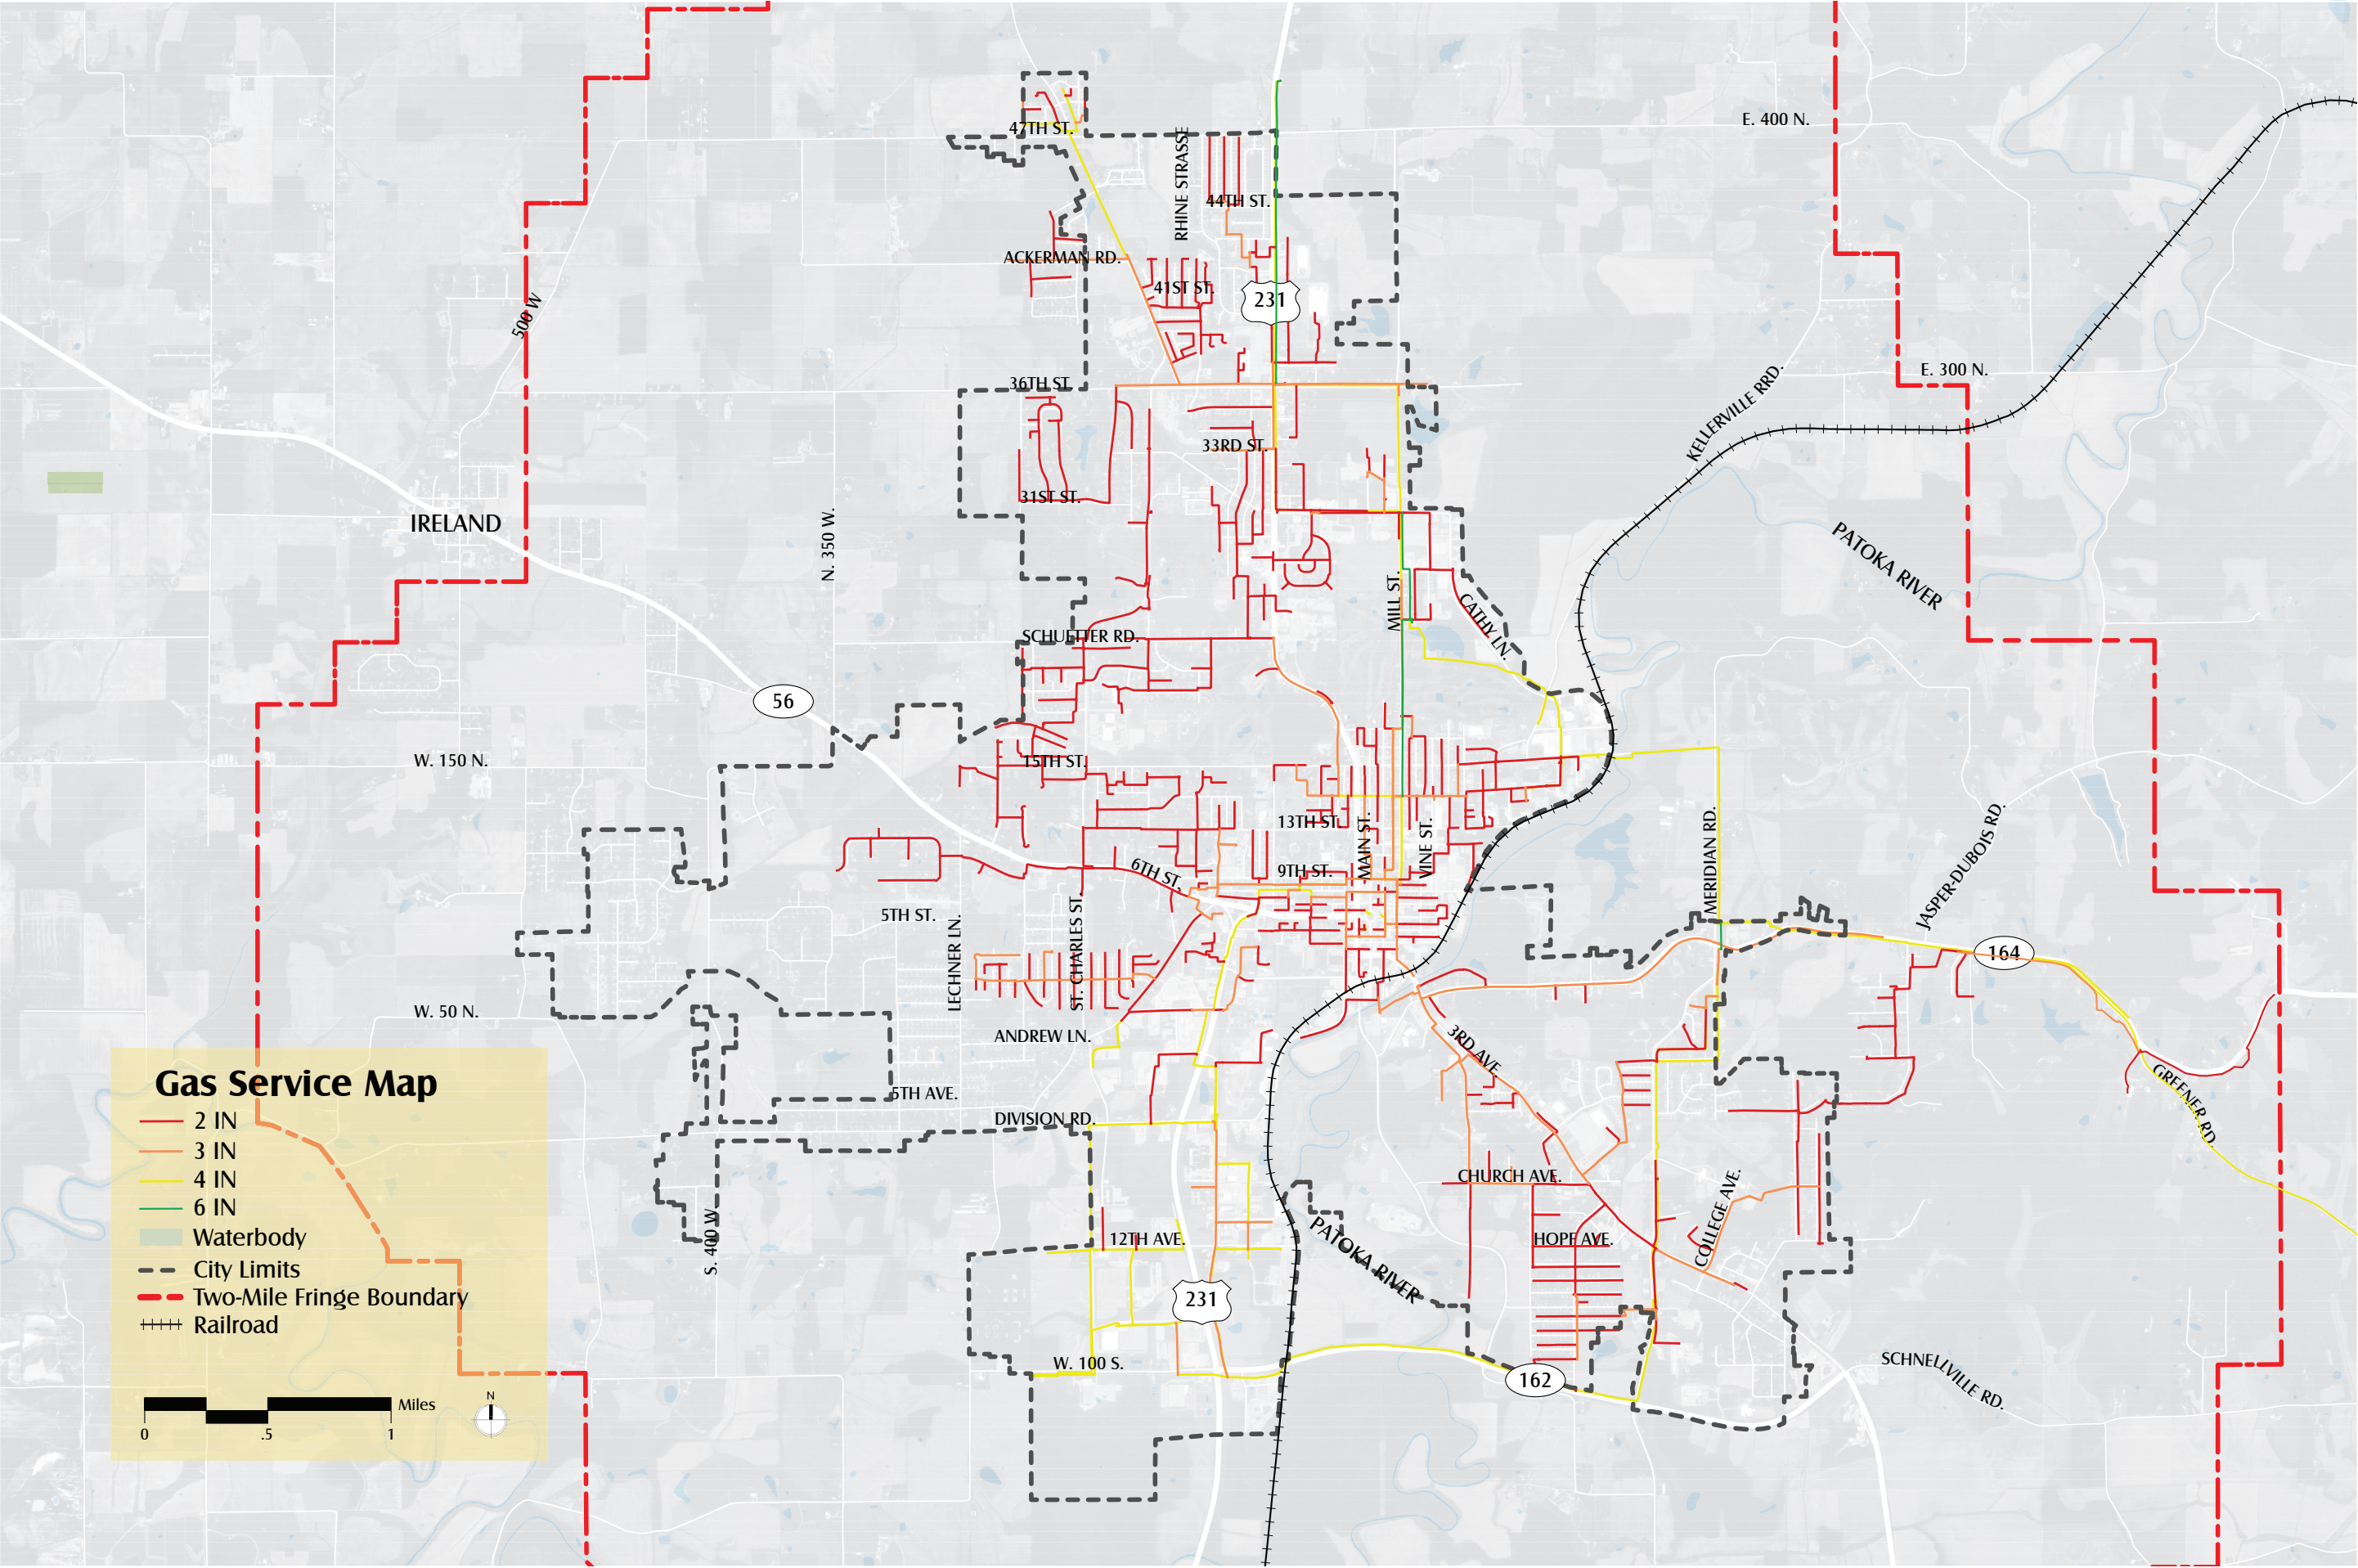 47TH ST.
RHINE STRASSE
E. 400 N.
44TH ST.
ACKERMAN RD.
41ST ST.
231
500 W
36TH ST.
E. 300 N.
KELLERVILLE RRD.
33RD ST.
31ST ST.
IRELAND
N. 350 W.
PATOKA RIVER
MILL ST.
CATHY LN.
SCHUETTER RD.
56
W. 150 N.
15TH ST.
13TH ST.
MAIN ST.
VINE ST.
MERIDIAN RD.
JASPER-DUBOIS RD.
6TH ST.
9TH ST.
5TH ST.
LECHNER LN.
ST. CHARLES ST.
164
W. 50 N.
ANDREW LN.
3RD AVE.
GREENER RD.
5TH AVE.
DIVISION RD.
CHURCH AVE.
COLLEGE AVE.
S. 400 W.
12TH AVE.
HOPF AVE.
PATOKA RIVER
231
W. 100 S.
162
SCHNELLVILLE RD.
Gas Service Map
2 IN
3 IN
4 IN
6 IN
Waterbody
City Limits
Two-Mile Fringe Boundary
Railroad
Miles
0 .5 1
N